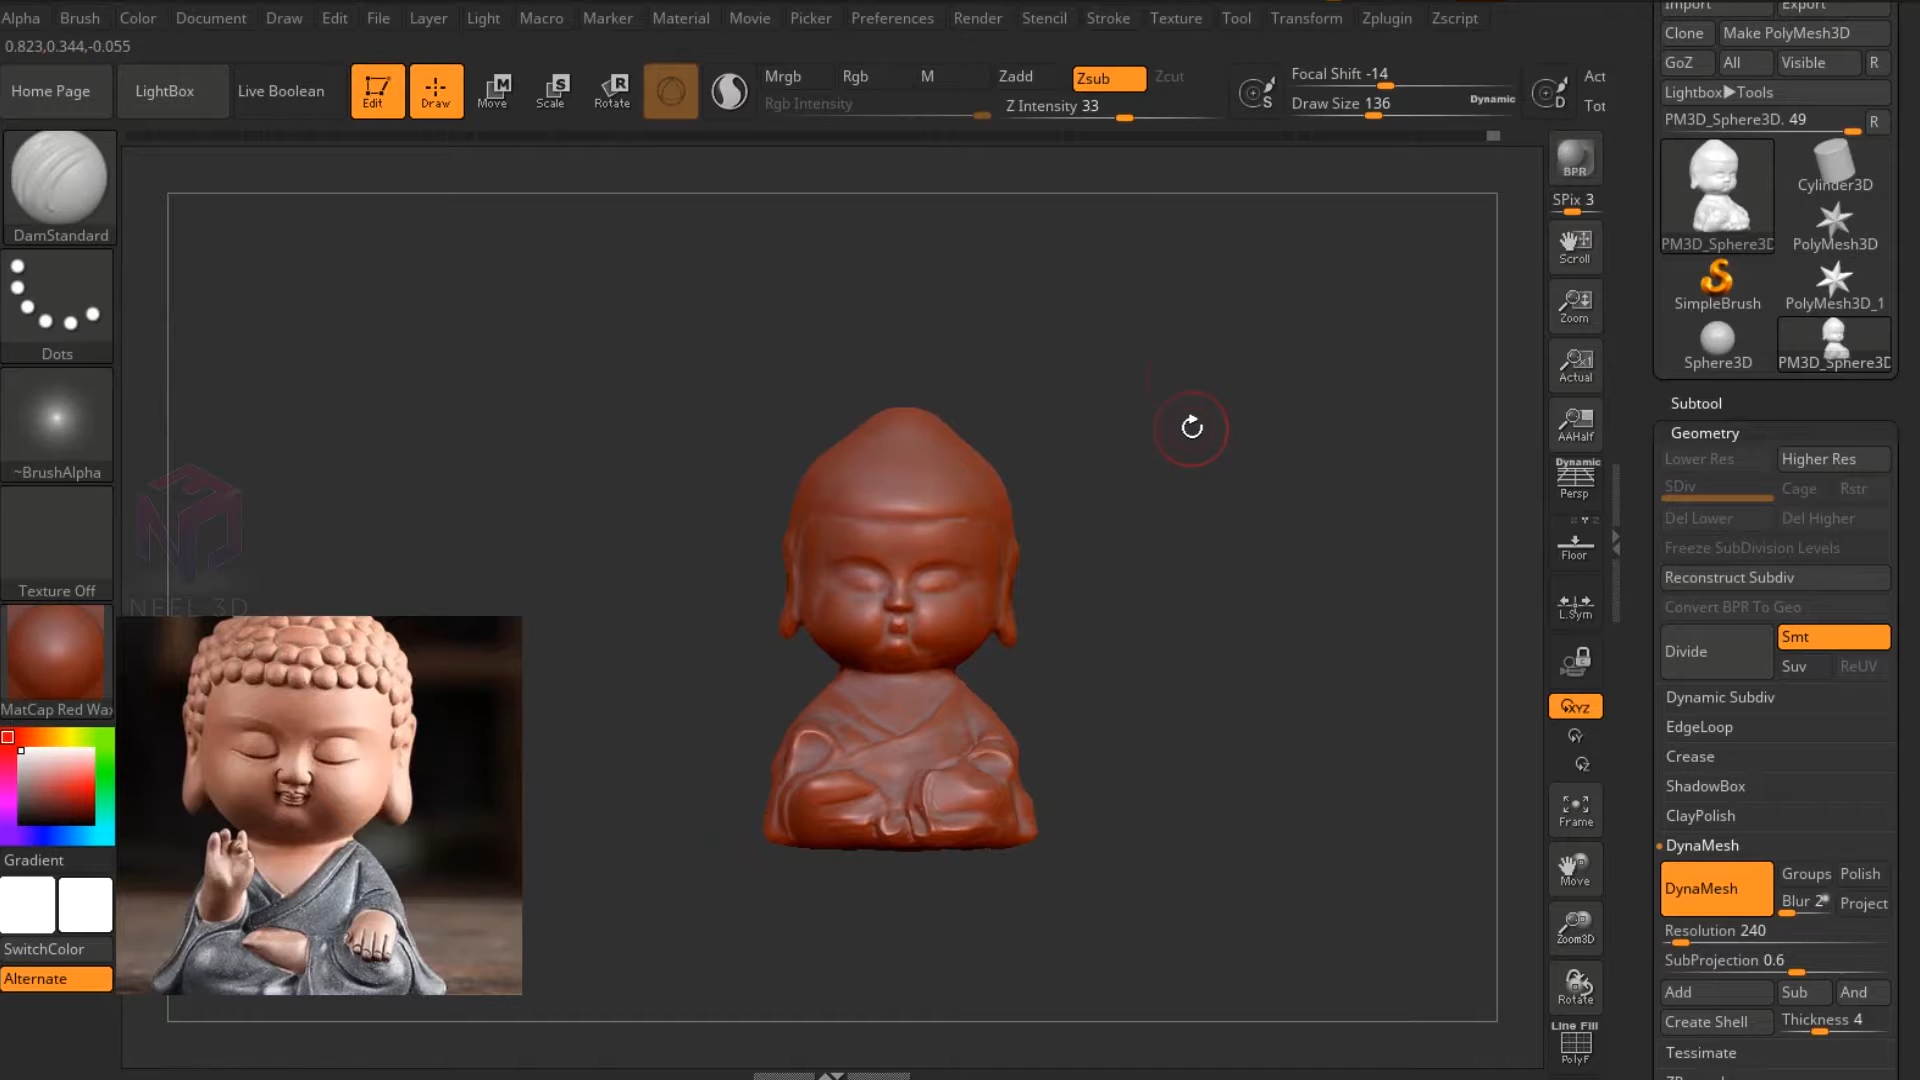 Alpha Brush Color Document Draw Edit File Layer Light Macro Marker Material Movie Picker Preferences Render Stencil Stroke Texture Tool Transform Zplugin Zscript
0.823,0.344,-0.055
Home Page LightBox Live Boolean Edit Draw Move Scale Rotate
Mrgb Rgb M Zadd Zsub Zcut
Rgb Intensity Z Intensity 33
Focal Shift -14
Draw Size 136 Dynamic
Act
Tot
S
D
DamStandard
Dots
~BrushAlpha
Texture Off
MatCap Red Wax
Gradient
SwitchColor
Alternate
NEEL 3D
BPR
SPix 3
Scroll
Zoom
Actual
AAHalf
Dynamic
Persp
Floor
L.Sym
XYZ
Y
Z
Frame
Move
Zoom3D
Rotate
Line Fill
PolyF
Import Export
Clone Make PolyMesh3D
GoZ All Visible R
Lightbox▶Tools
PM3D_Sphere3D. 49 R
PM3D_Sphere3D
Cylinder3D
PolyMesh3D
SimpleBrush PolyMesh3D_1
Sphere3D PM3D_Sphere3D
Subtool
Geometry
Lower Res Higher Res
SDiv Cage Rstr
Del Lower Del Higher
Freeze SubDivision Levels
Reconstruct Subdiv
Convert BPR To Geo
Divide Smt
Suv ReUV
Dynamic Subdiv
EdgeLoop
Crease
ShadowBox
ClayPolish
DynaMesh
DynaMesh Groups Polish
Blur 2 Project
Resolution 240
SubProjection 0.6
Add Sub And
Create Shell Thickness 4
Tessimate